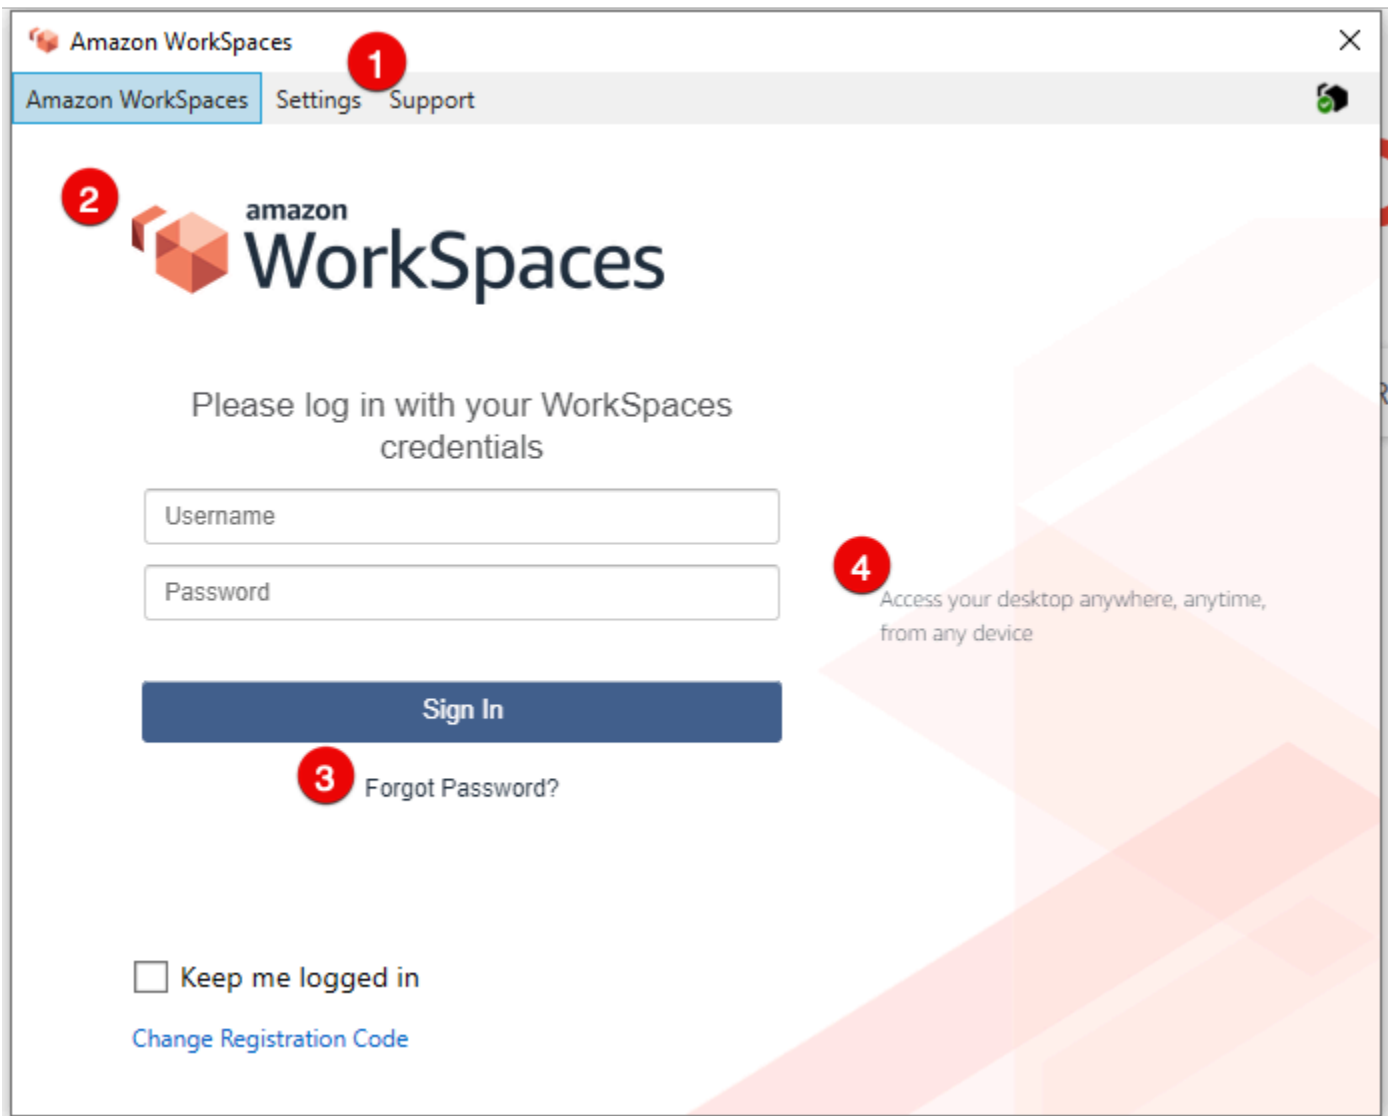 Amazon WorkSpaces
1
Amazon WorkSpaces Settings Support
2
amazon
WorkSpaces
Please log in with your WorkSpaces
credentials
Username
Password
4
Access your desktop anywhere, anytime,
from any device
Sign In
3
Forgot Password?
Keep me logged in
Change Registration Code